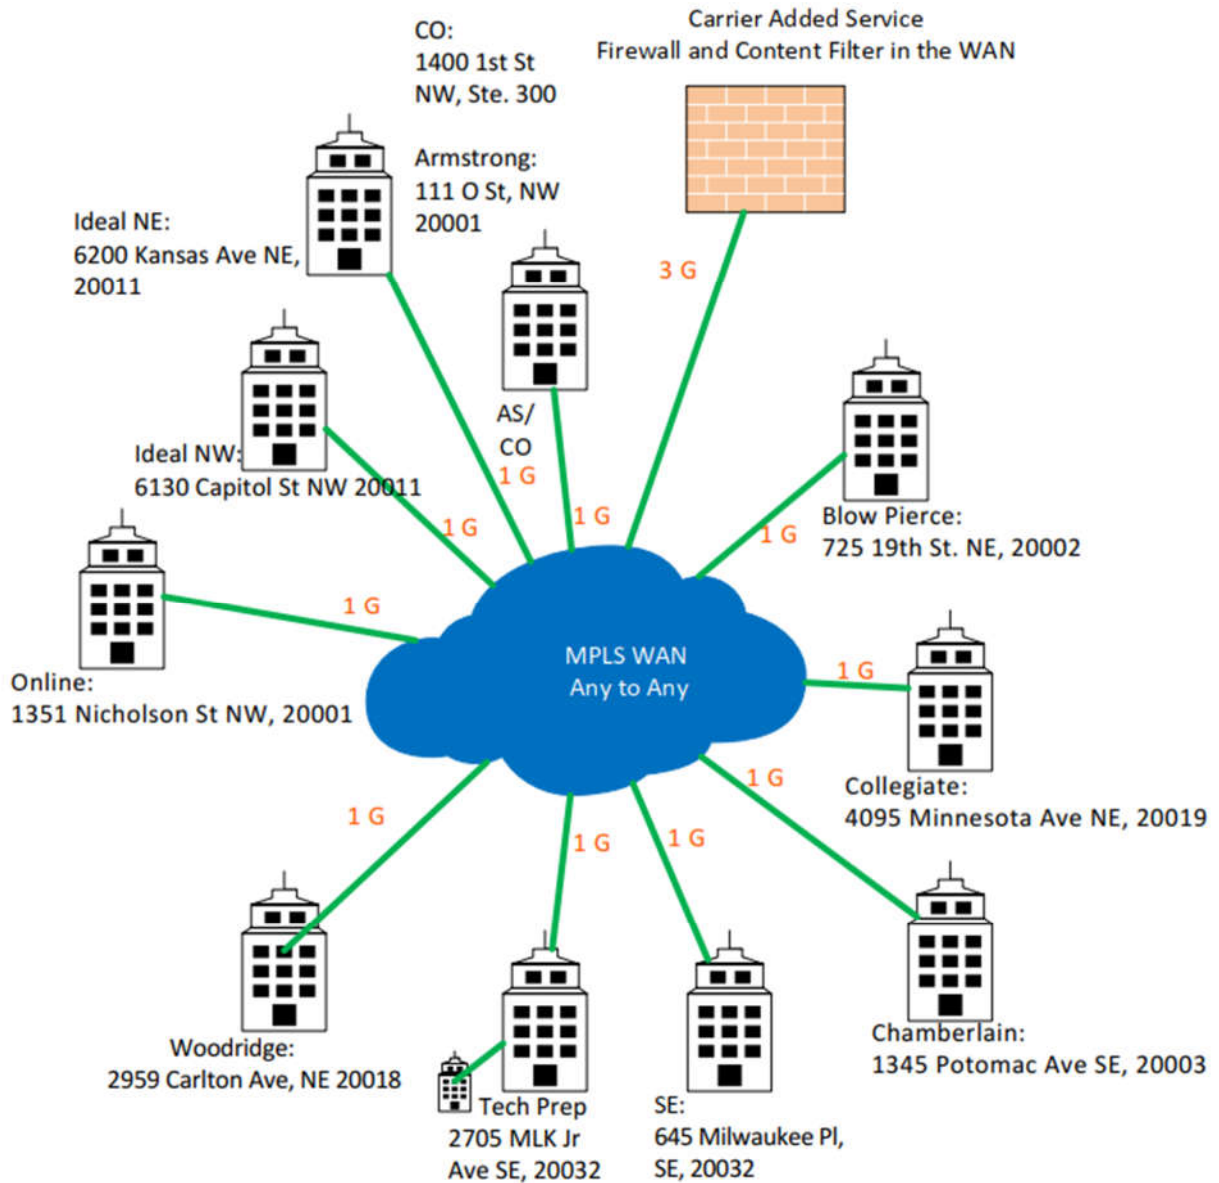 CO:
1400 1st St
NW, Ste. 300
Carrier Added Service
Firewall and Content Filter in the WAN
Armstrong:
111 O St, NW
20001
Ideal NE:
6200 Kansas Ave NE,
20011
3 G
AS/
CO
Ideal NW:
6130 Capitol St NW 20011
1 G
1 G
1 G
1 G
Blow Pierce:
725 19th St. NE, 20002
1 G
Online:
1351 Nicholson St NW, 20001
MPLS WAN
Any to Any
1 G
Collegiate:
4095 Minnesota Ave NE, 20019
1 G
1 G
1 G
1 G
Chamberlain:
1345 Potomac Ave SE, 20003
Woodridge:
2959 Carlton Ave, NE 20018
Tech Prep
2705 MLK Jr
Ave SE, 20032
SE:
645 Milwaukee Pl,
SE, 20032